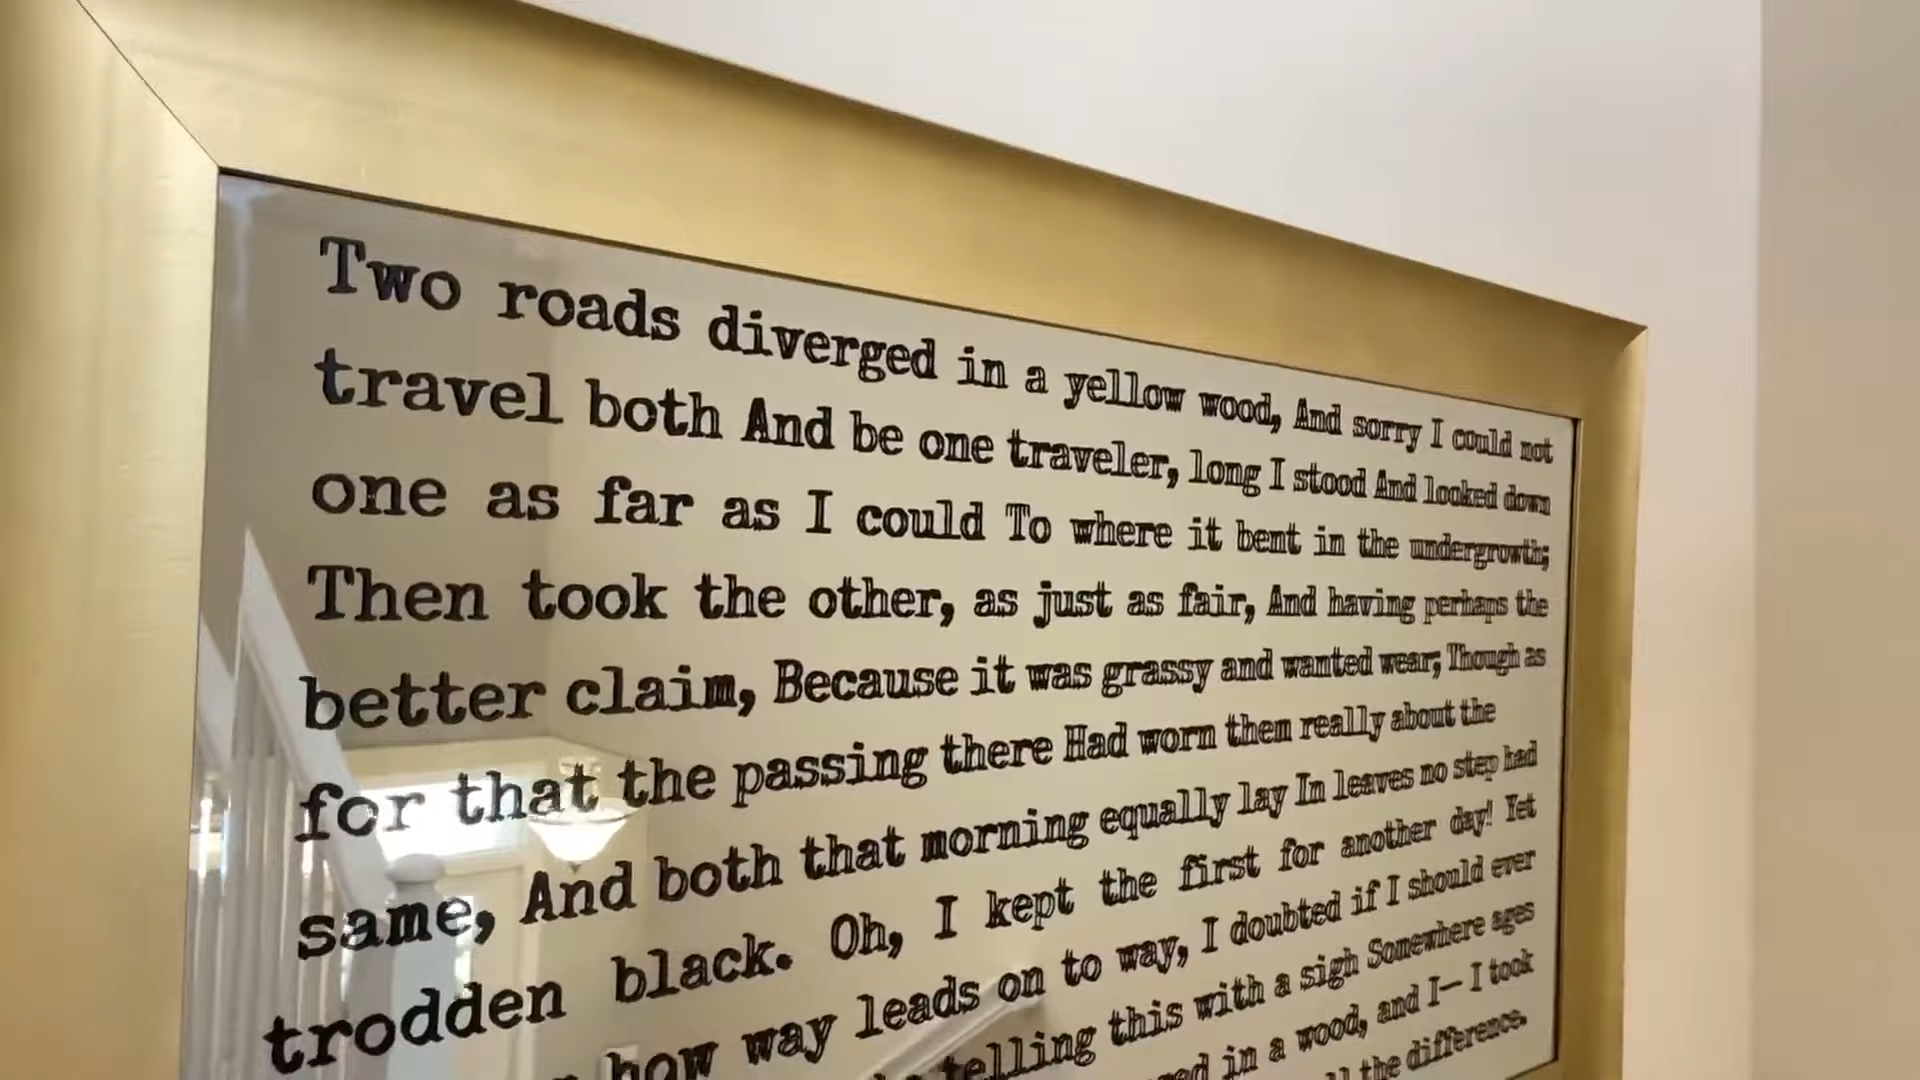 Two roads diverged in a yellow wood, And sorry I could not
travel both And be one traveler, long I stood And looked down
one as far as I could To where it bent in the undergrowth;
Then took the other, as just as fair, And having perhaps the
better claim, Because it was grassy and wanted wear; Though as
for that the passing there Had worn them really about the
same, And both that morning equally lay In leaves no step had
trodden black. Oh, I kept the first for another day! Yet
how way leads on to way, I doubted if I should ever
telling this with a sigh Somewhere ages
in a wood, and I— I took
the difference.